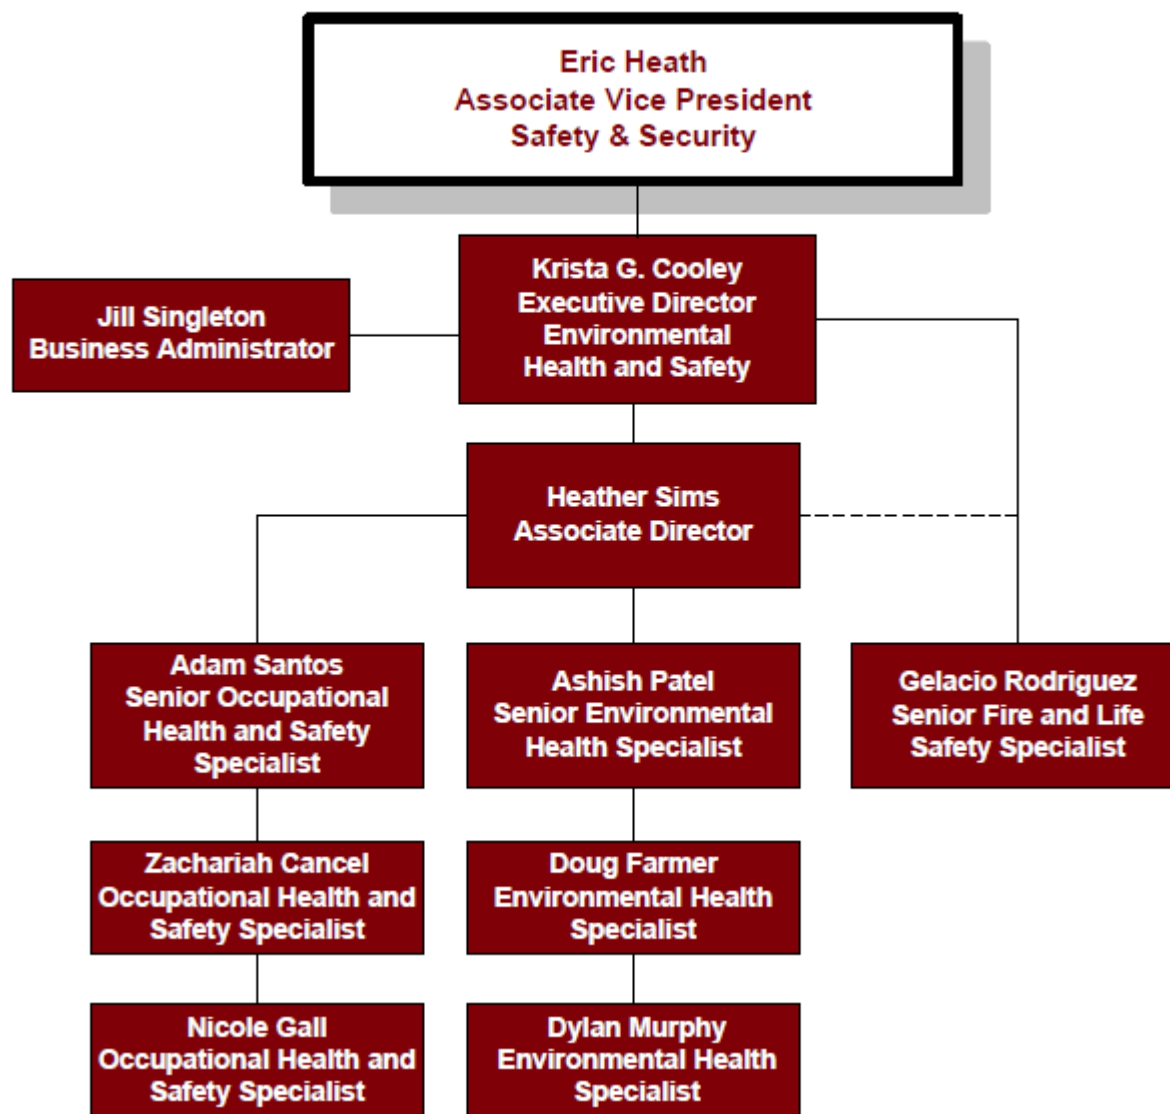 Eric Heath
Associate Vice President
Safety & Security
Krista G. Cooley
Executive Director
Environmental
Health and Safety
Jill Singleton
Business Administrator
Heather Sims
Associate Director
Adam Santos
Senior Occupational
Health and Safety
Specialist
Ashish Patel
Senior Environmental
Health Specialist
Gelacio Rodriguez
Senior Fire and Life
Safety Specialist
Zachariah Cancel
Occupational Health and
Safety Specialist
Doug Farmer
Environmental Health
Specialist
Nicole Gall
Occupational Health and
Safety Specialist
Dylan Murphy
Environmental Health
Specialist